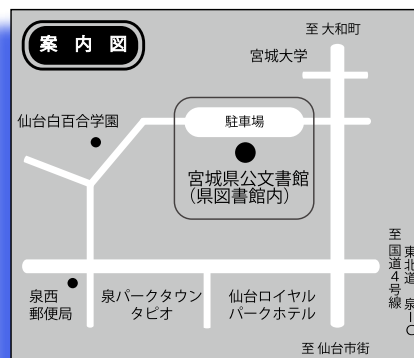 案内図
至 大和町
宮城大学
仙台白百合学園
駐車場
宮城県公文書館
（県図書館内）
至 国道4号線
東北道 泉IC
泉西
郵便局
泉パークタウン
タピオ
仙台ロイヤル
パークホテル
至 仙台市街